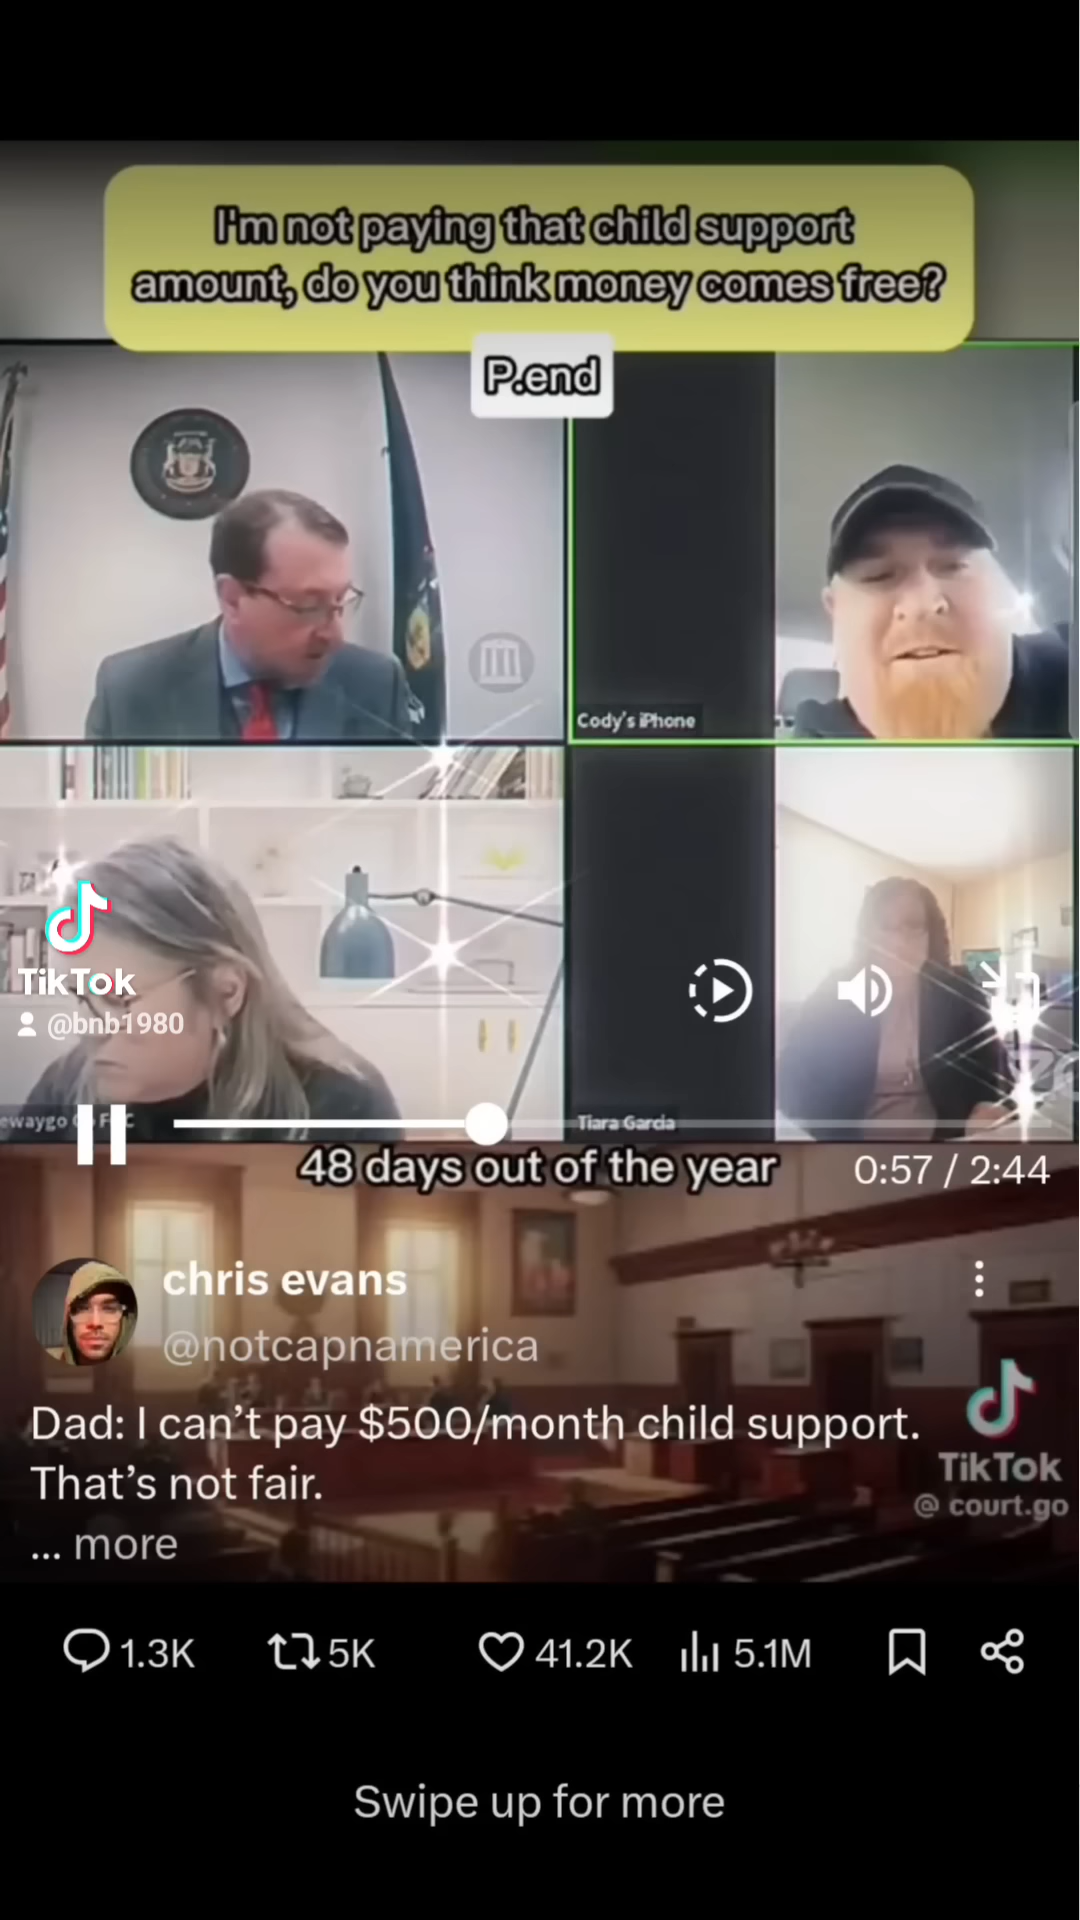 I'm not paying that child support
amount, do you think money comes free?
P.end
Cody's iPhone
TikTok
@bnb1980
Tiara Garcia
48 days out of the year
0:57 / 2:44
chris evans
@notcapnamerica
Dad: I can't pay $500/month child support.
That's not fair.
... more
TikTok
@ court.go
1.3K
5K
41.2K
5.1M
Swipe up for more